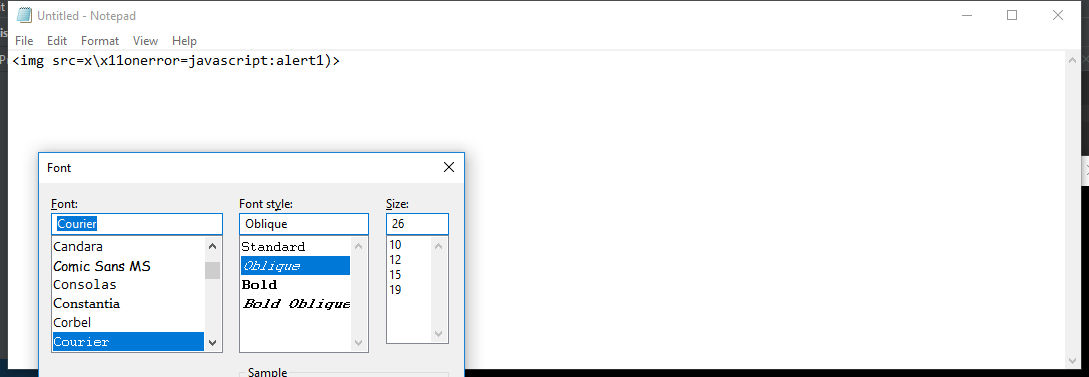 Untitled - Notepad
File Edit Format View Help
<img src=x\x11onerror=javascript:alert1)>
Font
Font: Font style: Size:
Courier Oblique 26
Candara Standard 10
Comic Sans MS Oblique 12
Consolas Bold 15
Constantia Bold Oblique 19
Corbel
Courier
Sample